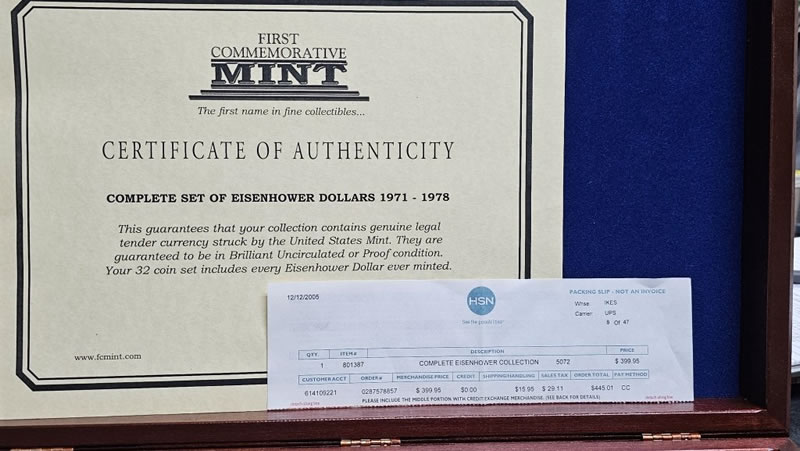 FIRST
COMMEMORATIVE
MINT
The first name in fine collectibles...
CERTIFICATE OF AUTHENTICITY
COMPLETE SET OF EISENHOWER DOLLARS 1971 - 1978
This guarantees that your collection contains genuine legal
tender currency struck by the United States Mint. They are
guaranteed to be in Brilliant Uncirculated or Proof condition.
Your 32 coin set includes every Eisenhower Dollar ever minted.
www.fcmint.com
12/12/2005
HSN
PACKING SLIP - NOT AN INVOICE
Whse: IKES
Carrier: UPS
9 Of 47
QTY. ITEM# DESCRIPTION PRICE
1 801387 COMPLETE EISENHOWER COLLECTION 5072 $ 399.95
CUSTOMER ACCT ORDER# MERCHANDISE PRICE CREDIT SHIPPING/HANDLING SALES TAX ORDER TOTAL PAY METHOD
614109221 0287578857 $ 399.95 $0.00 $15.95 $ 29.11 $445.01 CC
PLEASE INCLUDE THE MIDDLE PORTION WITH CREDIT/EXCHANGE MERCHANDISE. (SEE BACK FOR DETAILS)